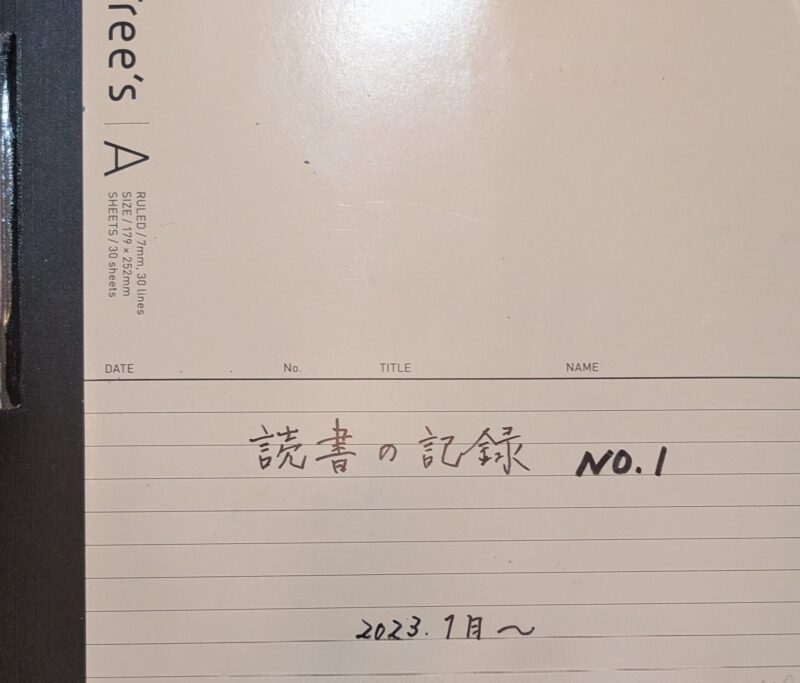 ree's A
RULED / 7mm, 30 lines
SIZE / 179 × 252mm
SHEETS / 30 sheets
DATE . . No. TITLE NAME
読書の記録 NO.1
2023.1月〜